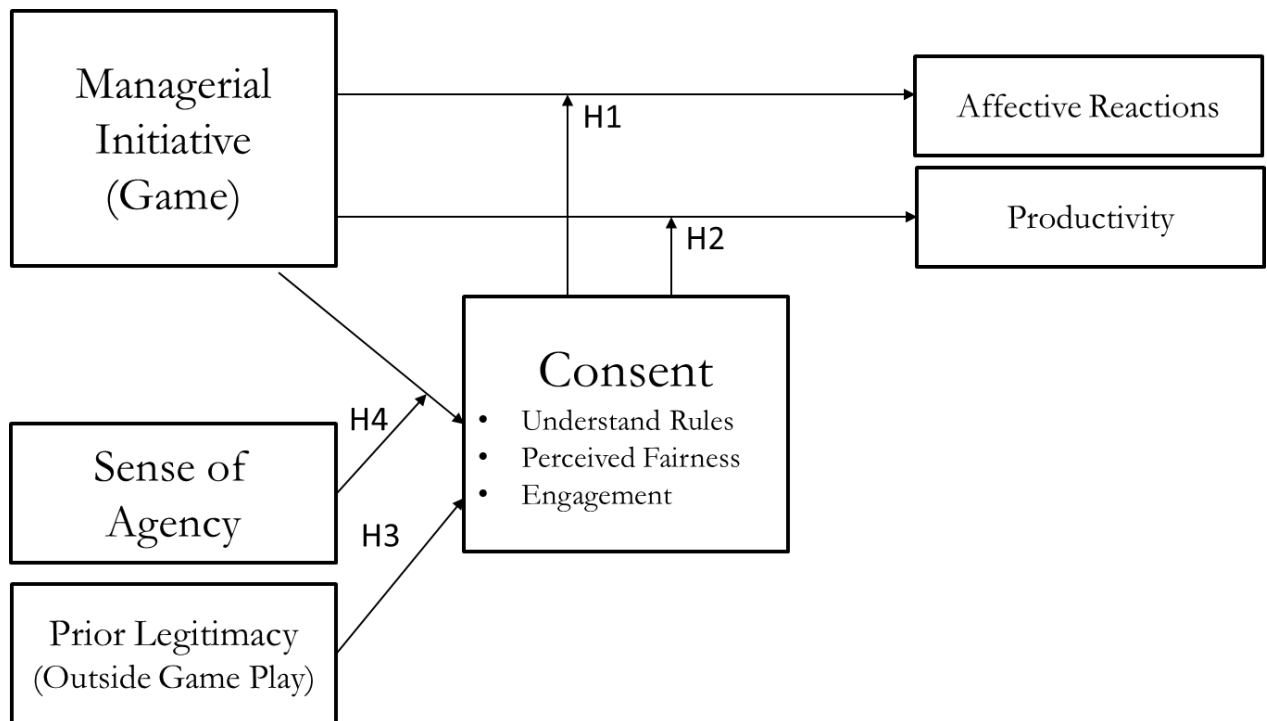 Managerial
Initiative
(Game)
Affective Reactions
H1
Productivity
H2
Consent
• Understand Rules
• Perceived Fairness
• Engagement
H4
Sense of
Agency
H3
Prior Legitimacy
(Outside Game Play)